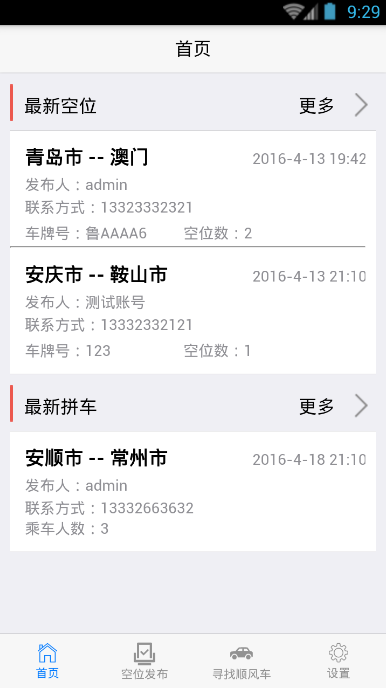 9:29
首页
最新空位 更多
青岛市 -- 澳门 2016-4-13 19:42
发布人：admin
联系方式：13323332321
车牌号：鲁AAAA6 空位数：2
安庆市 -- 鞍山市 2016-4-13 21:10
发布人：测试账号
联系方式：13332332121
车牌号：123 空位数：1
最新拼车 更多
安顺市 -- 常州市 2016-4-18 21:10
发布人：admin
联系方式：13332663632
乘车人数：3
首页 空位发布 寻找顺风车 设置